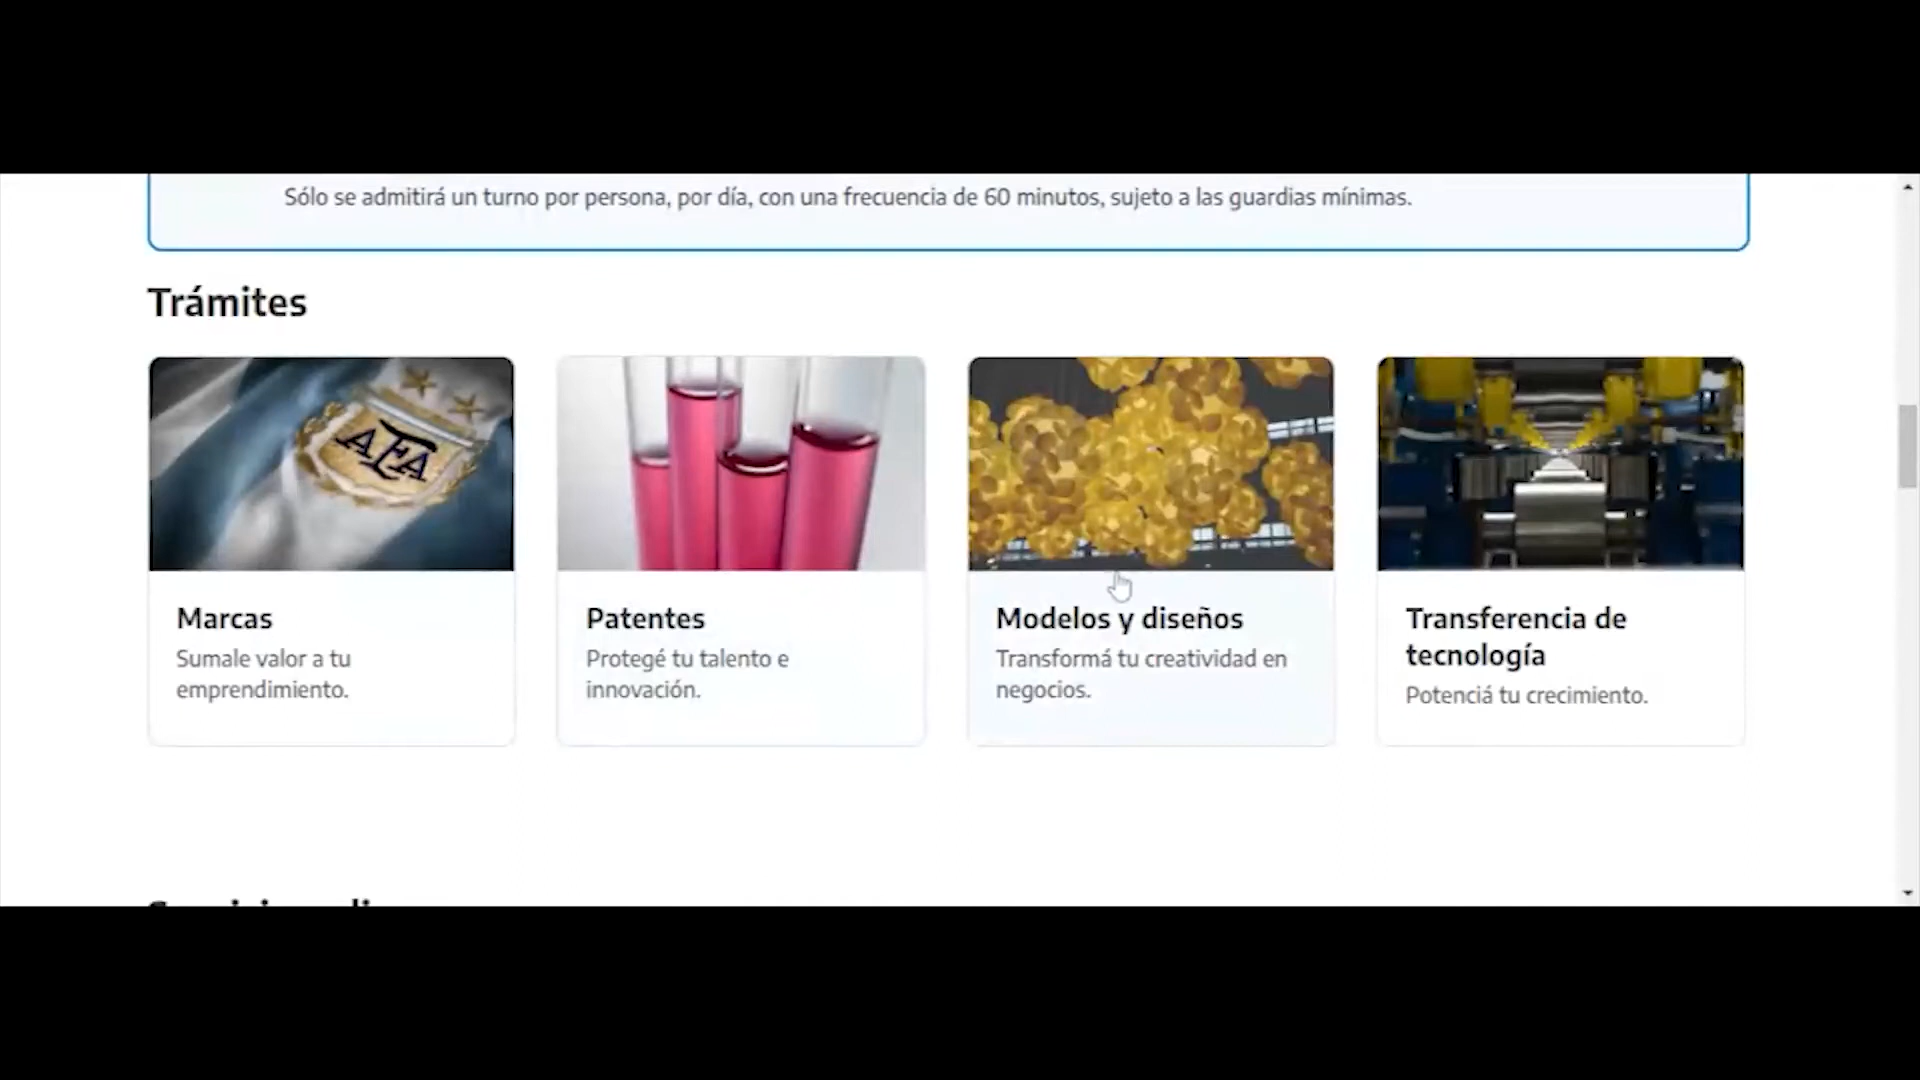 Sólo se admitirá un turno por persona, por día, con una frecuencia de 60 minutos, sujeto a las guardias mínimas.
Trámites
AFA
Marcas
Sumale valor a tu
emprendimiento.
Patentes
Protegé tu talento e
innovación.
Modelos y diseños
Transformá tu creatividad en
negocios.
Transferencia de
tecnología
Potenciá tu crecimiento.